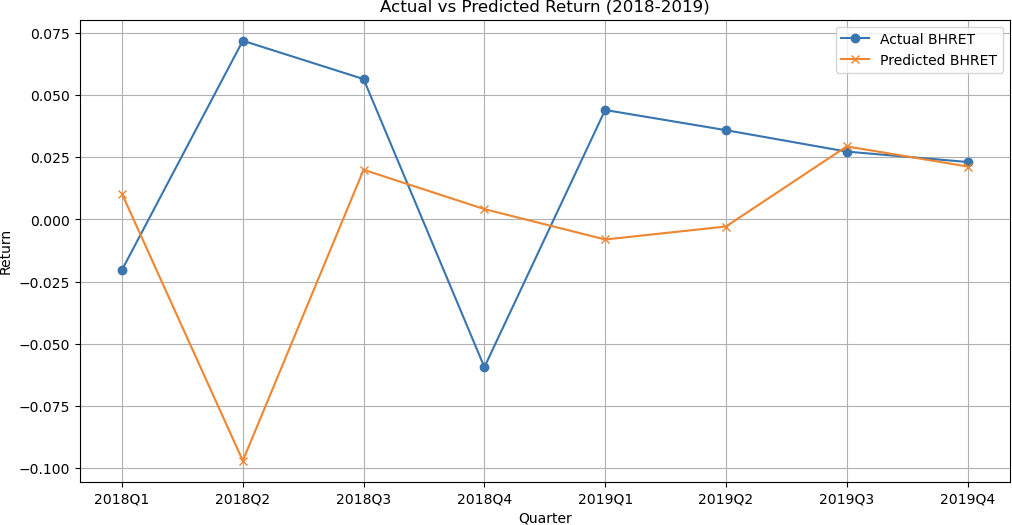 Actual vs Predicted Return (2018-2019)
Actual BHRET
Predicted BHRET
Return
0.075
0.050
0.025
0.000
−0.025
−0.050
−0.075
−0.100
2018Q1 2018Q2 2018Q3 2018Q4 2019Q1 2019Q2 2019Q3 2019Q4
Quarter